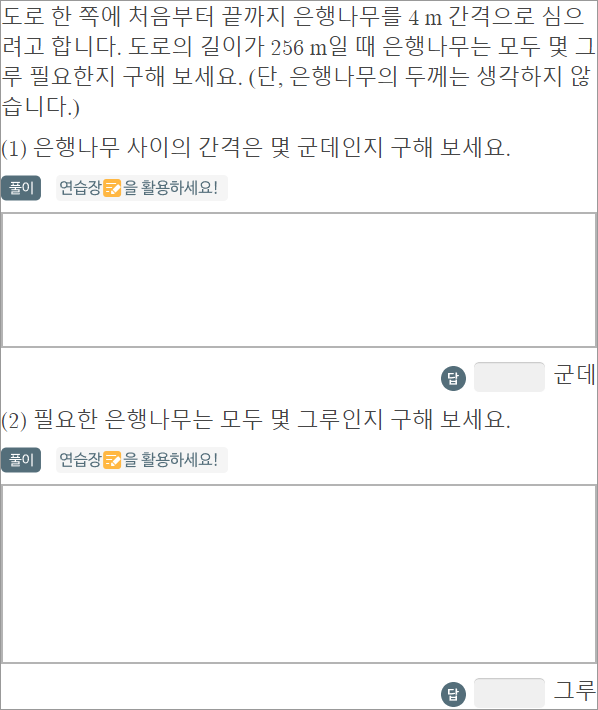 도로 한 쪽에 처음부터 끝까지 은행나무를 4 m 간격으로 심으
려고 합니다. 도로의 길이가 256 m일 때 은행나무는 모두 몇 그
루 필요한지 구해 보세요. (단, 은행나무의 두께는 생각하지 않
습니다.)
(1) 은행나무 사이의 간격은 몇 군데인지 구해 보세요.
풀이 연습장을 활용하세요!
답 군데
(2) 필요한 은행나무는 모두 몇 그루인지 구해 보세요.
풀이 연습장을 활용하세요!
답 그루